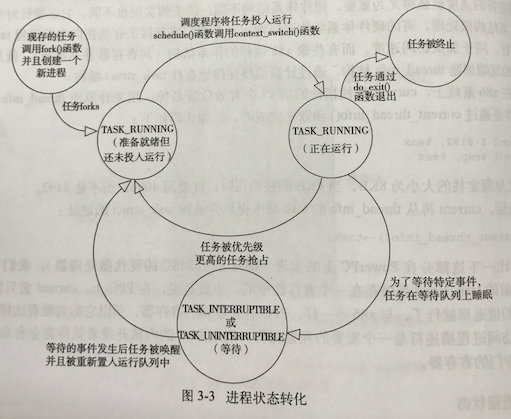 现存的任务
调用fork()函数
并且创建一个
新进程
调度程序将任务投入运行
schedule()函数调用context_switch()函数
任务被终止
任务forks
任务通过
do_exit()
函数退出
TASK_RUNNING
(准备就绪但
还未投入运行)
TASK_RUNNING
(正在运行)
任务被优先级
更高的任务抢占
为了等待特定事件,
任务在等待队列上睡眠
TASK_INTERRUPTIBLE
或
TASK_UNINTERRUPTIBLE
(等待)
等待的事件发生后任务被唤醒
并且被重新置入运行队列中
图 3-3 进程状态转化